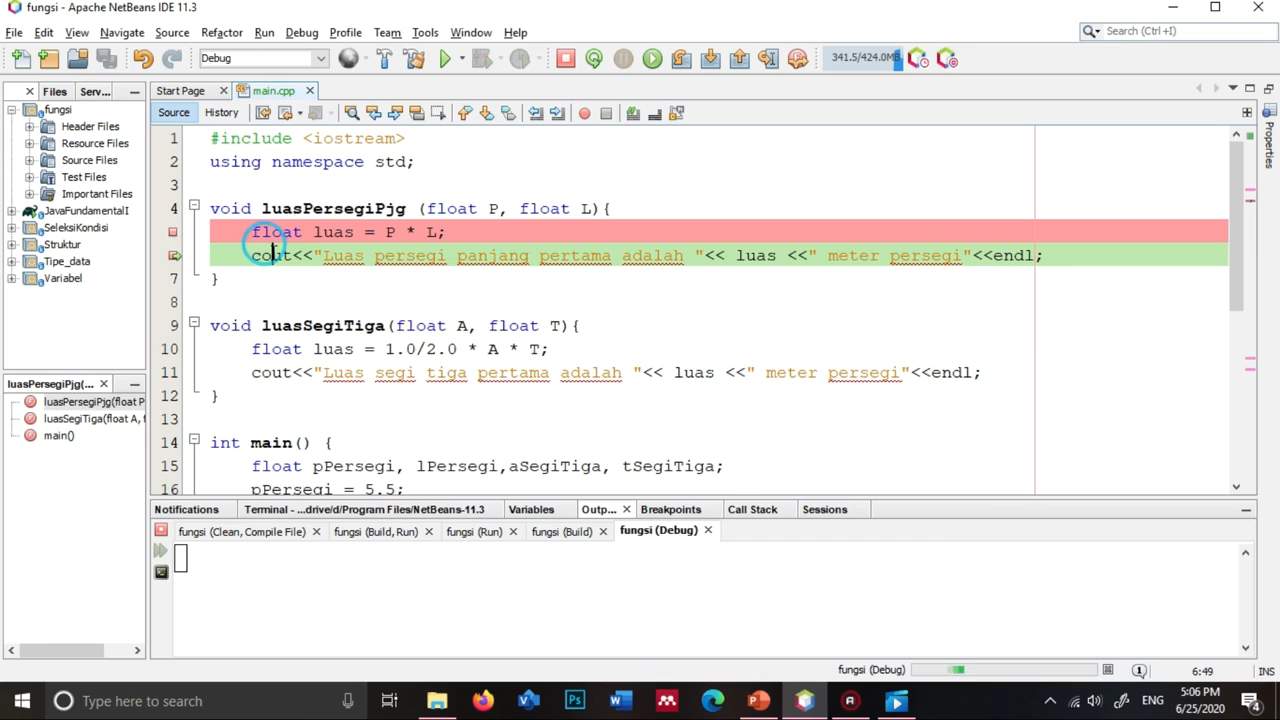 fungsi - Apache NetBeans IDE 11.3
File Edit View Navigate Source Refactor Run Debug Profile Team Tools Window Help
Search (Ctrl+I)
Debug
341.5/424.0MB
Files Serv...
Start Page main.cpp
Source History
fungsi
Header Files
Resource Files
Source Files
Test Files
Important Files
JavaFundamentalI
SeleksiKondisi
Struktur
Tipe_data
Variabel
Properties
1 #include <iostream>
2 using namespace std;
3
4 void luasPersegiPjg (float P, float L){
float luas = P * L;
cout<<"Luas persegi panjang pertama adalah "<< luas <<" meter persegi"<<endl;
7 }
8
9 void luasSegiTiga(float A, float T){
10 float luas = 1.0/2.0 * A * T;
11 cout<<"Luas segi tiga pertama adalah "<< luas <<" meter persegi"<<endl;
12 }
13
14 int main() {
15 float pPersegi, lPersegi,aSegiTiga, tSegiTiga;
16 pPersegi = 5.5;
luasPersegiPjg(...
luasPersegiPjg(float P
luasSegiTiga(float A, f
main()
Notifications Terminal - ...drive/d/Program Files/NetBeans-11.3 Variables Outp... Breakpoints Call Stack Sessions
fungsi (Clean, Compile File) fungsi (Build, Run) fungsi (Run) fungsi (Build) fungsi (Debug)
fungsi (Debug) 1 6:49 INS
Type here to search
ENG
5:06 PM
6/25/2020
4